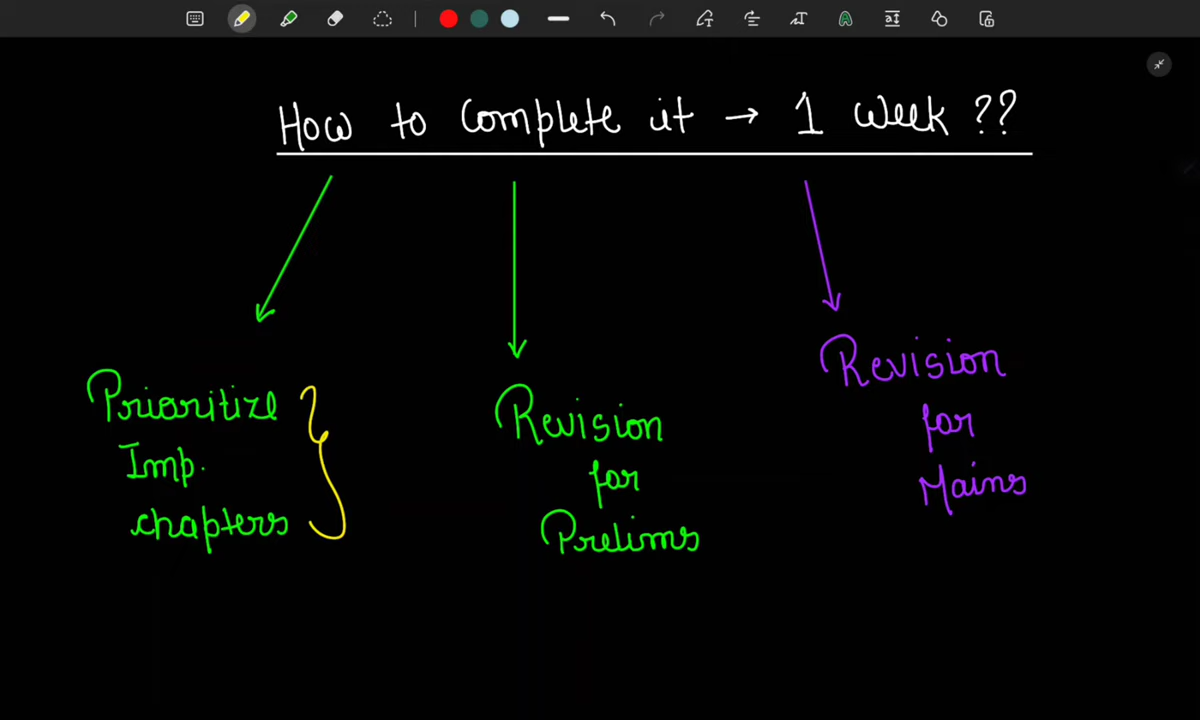 How to complete it → 1 week ??
Prioritize
Imp.
chapters
Revision
for
Prelims
Revision
for
Mains